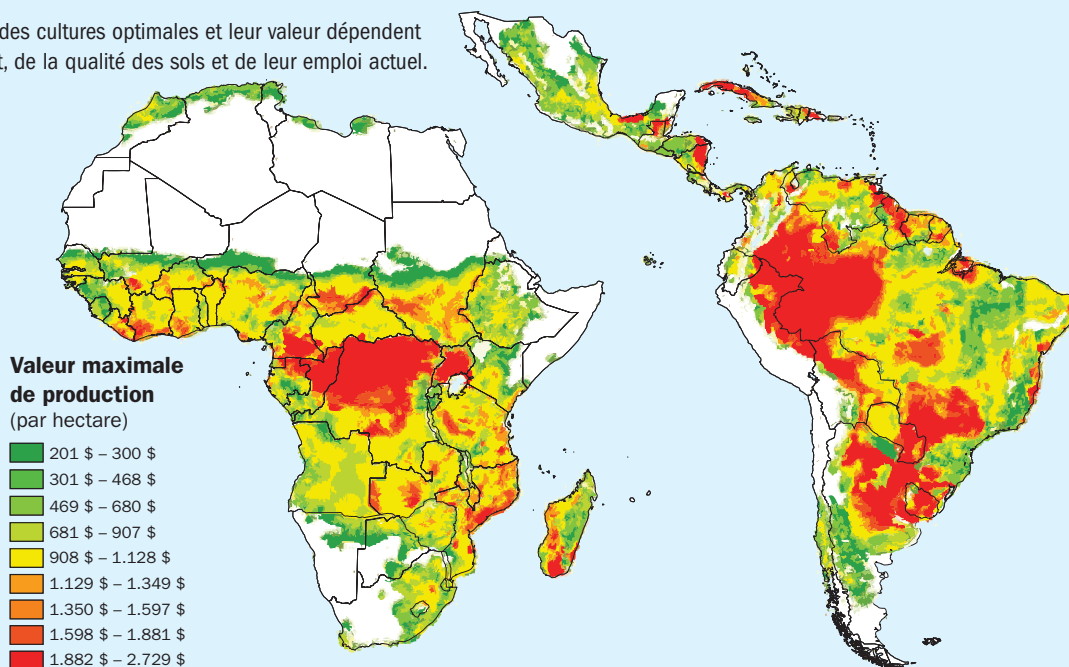 des cultures optimales et leur valeur dépendent
t, de la qualité des sols et de leur emploi actuel.
Valeur maximale
de production
(par hectare)
201 $ – 300 $
301 $ – 468 $
469 $ – 680 $
681 $ – 907 $
908 $ – 1.128 $
1.129 $ – 1.349 $
1.350 $ – 1.597 $
1.598 $ – 1.881 $
1.882 $ – 2.729 $